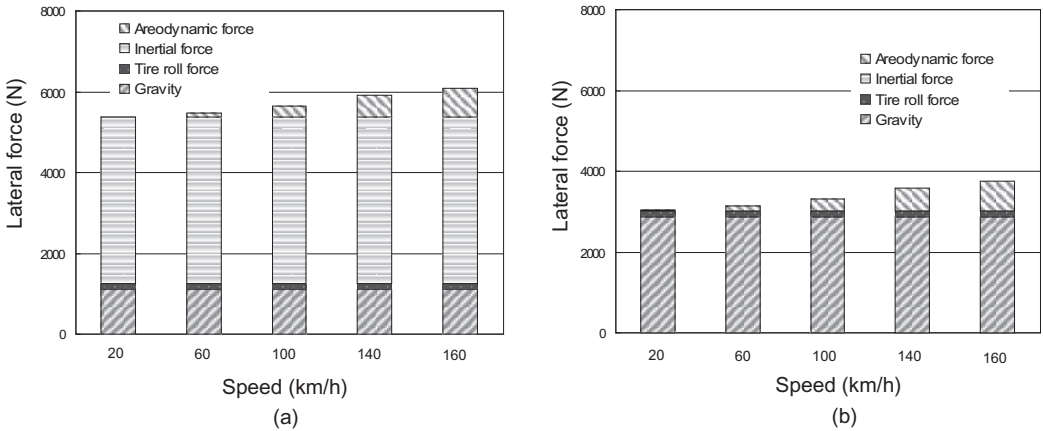 8000
6000
4000
2000
0
Lateral force (N)
Areodynamic force
Inertial force
Tire roll force
Gravity
20 60 100 140 160
Speed (km/h)
(a)
8000
6000
4000
2000
0
Lateral force (N)
Areodynamic force
Inertial force
Tire roll force
Gravity
20 60 100 140 160
Speed (km/h)
(b)